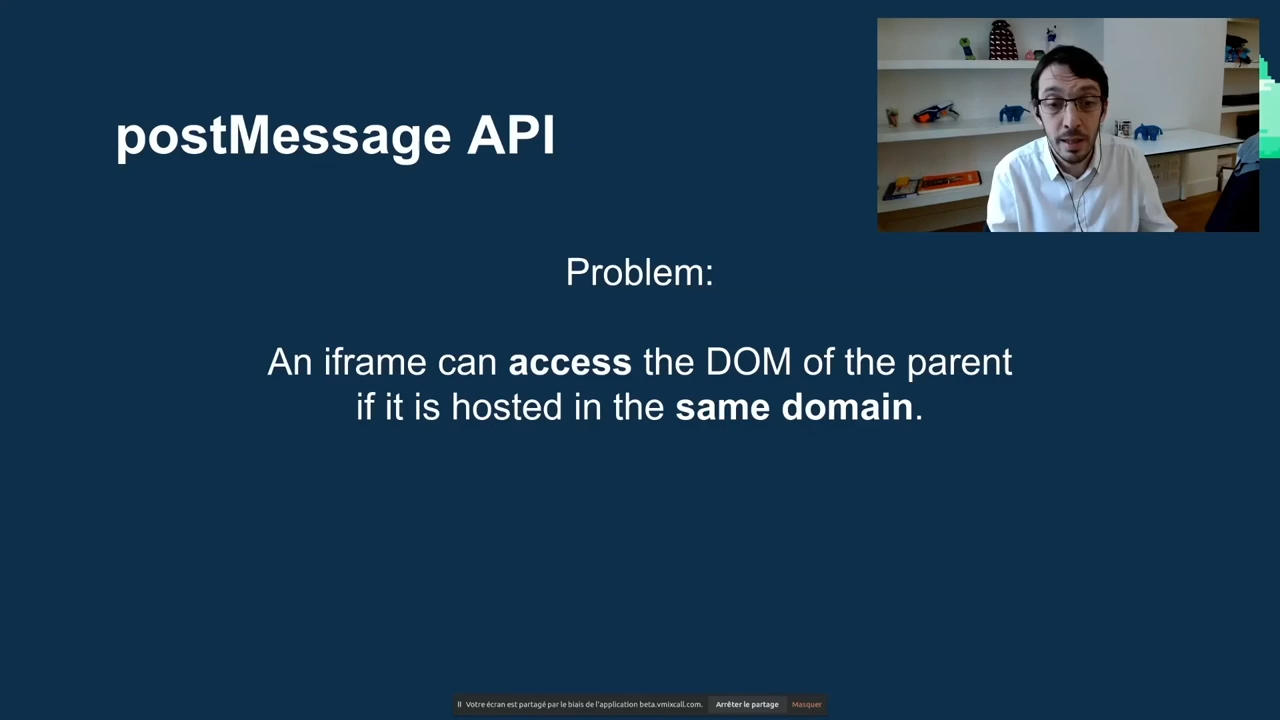 postMessage API
Problem:
An iframe can access the DOM of the parent
if it is hosted in the same domain.
Votre écran est partagé par le biais de l'application beta.vmixcall.com. Arrêter le partage Masquer